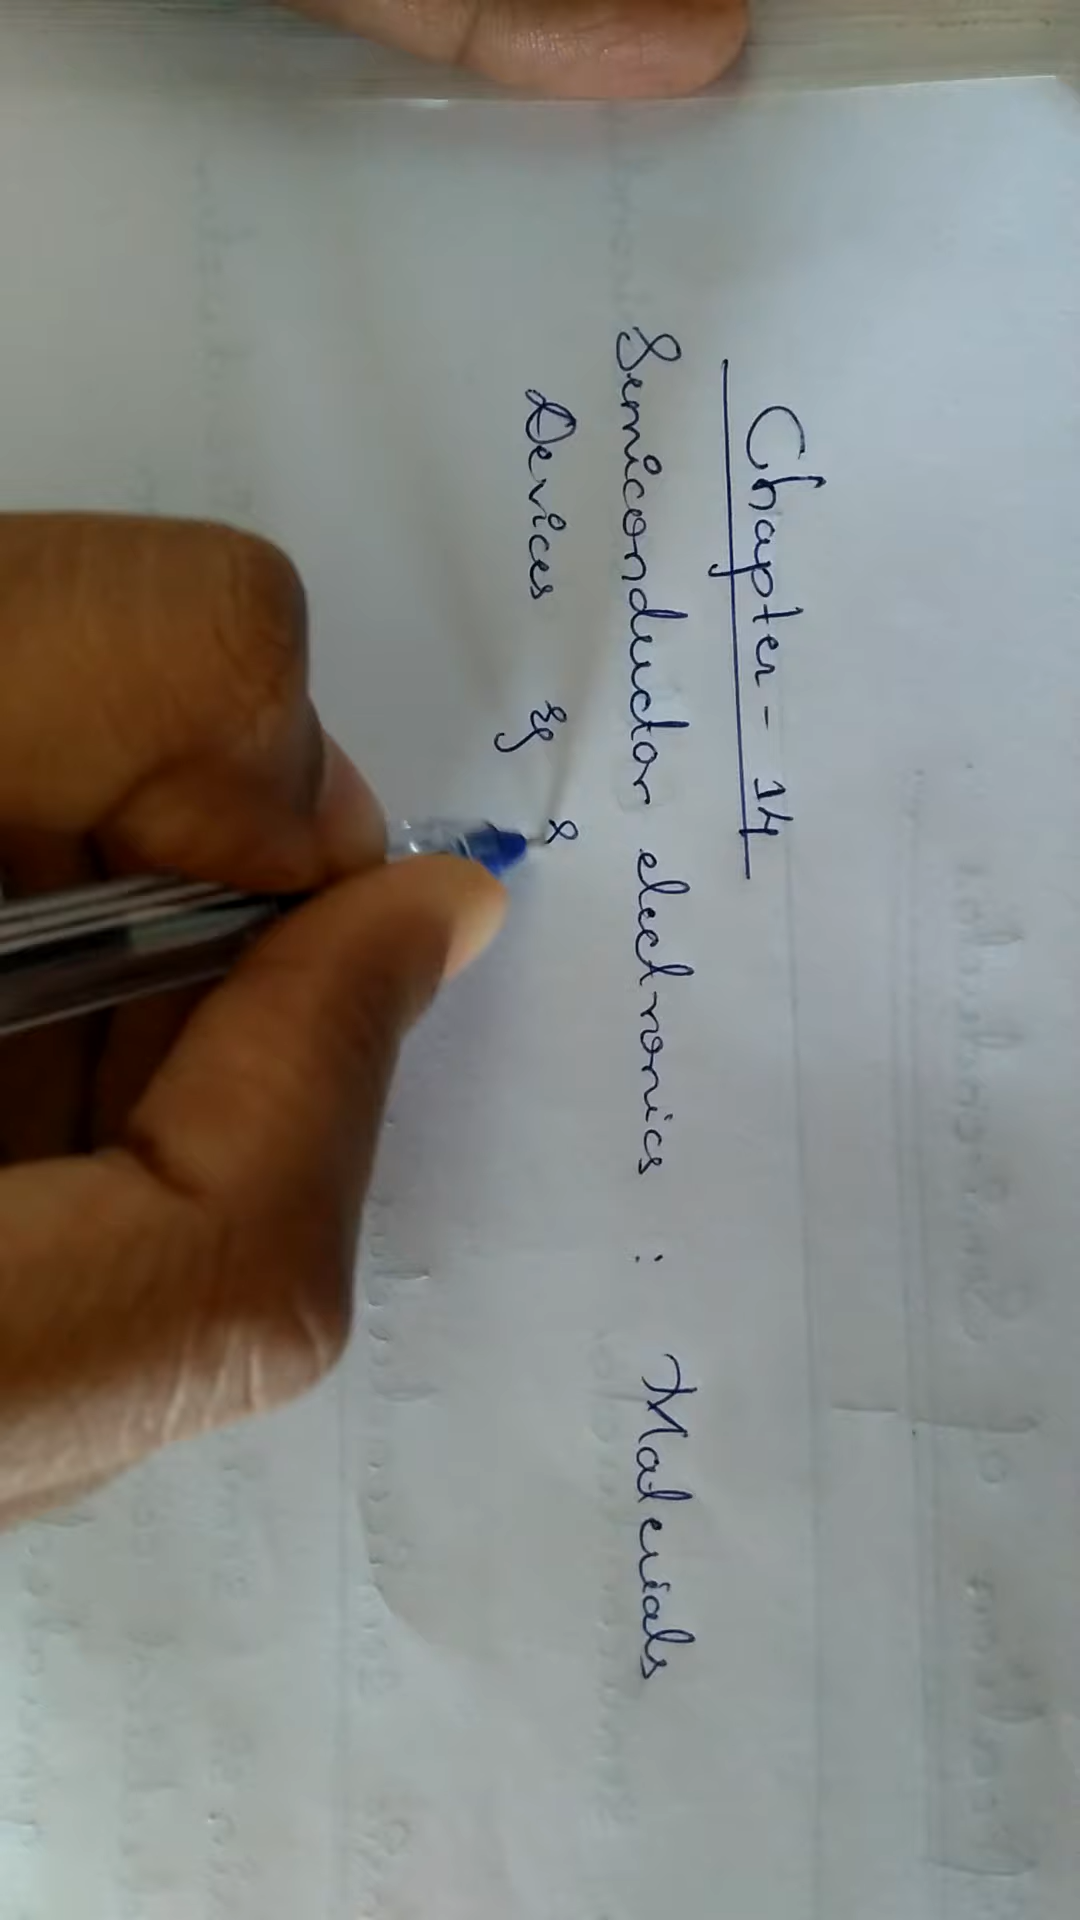 Chapter - 14
Semiconductor electronics : Materials
Devices &